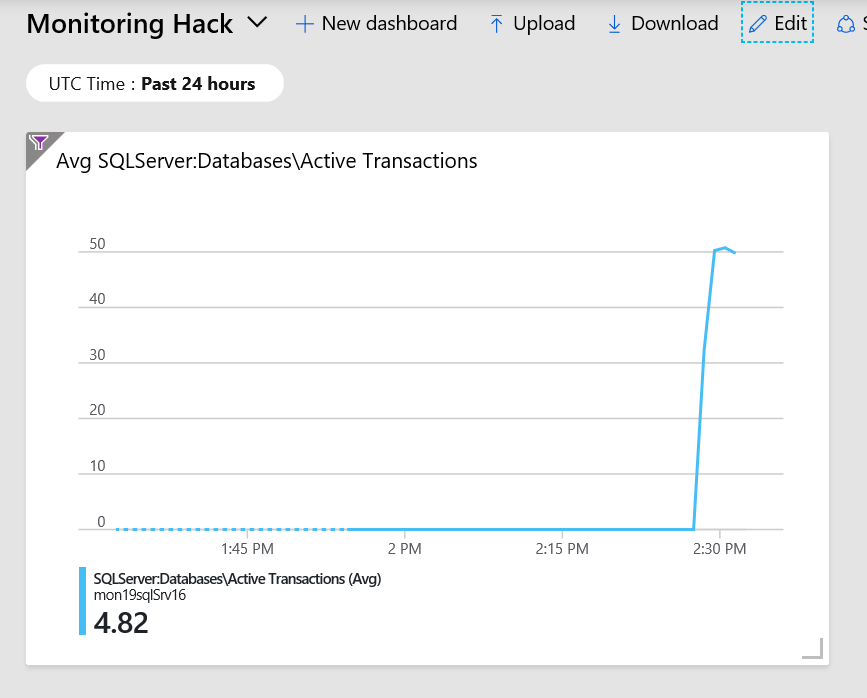 Monitoring Hack New dashboard Upload Download Edit
UTC Time : Past 24 hours
Avg SQLServer:Databases\Active Transactions
50
40
30
20
10
0
1:45 PM 2 PM 2:15 PM 2:30 PM
SQLServer:Databases\Active Transactions (Avg)
mon19sqlSrv16
4.82